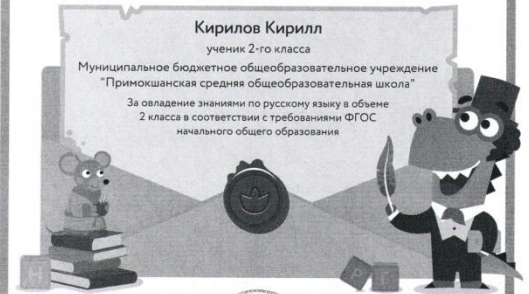 Кирилов Кирилл
ученик 2-го класса
Муниципальное бюджетное общеобразовательное учреждение
"Примокшанская средняя общеобразовательная школа"
За овладение знаниями по русскому языку в объеме
2 класса в соответствии с требованиями ФГОС
начального общего образования
Н
Р Г